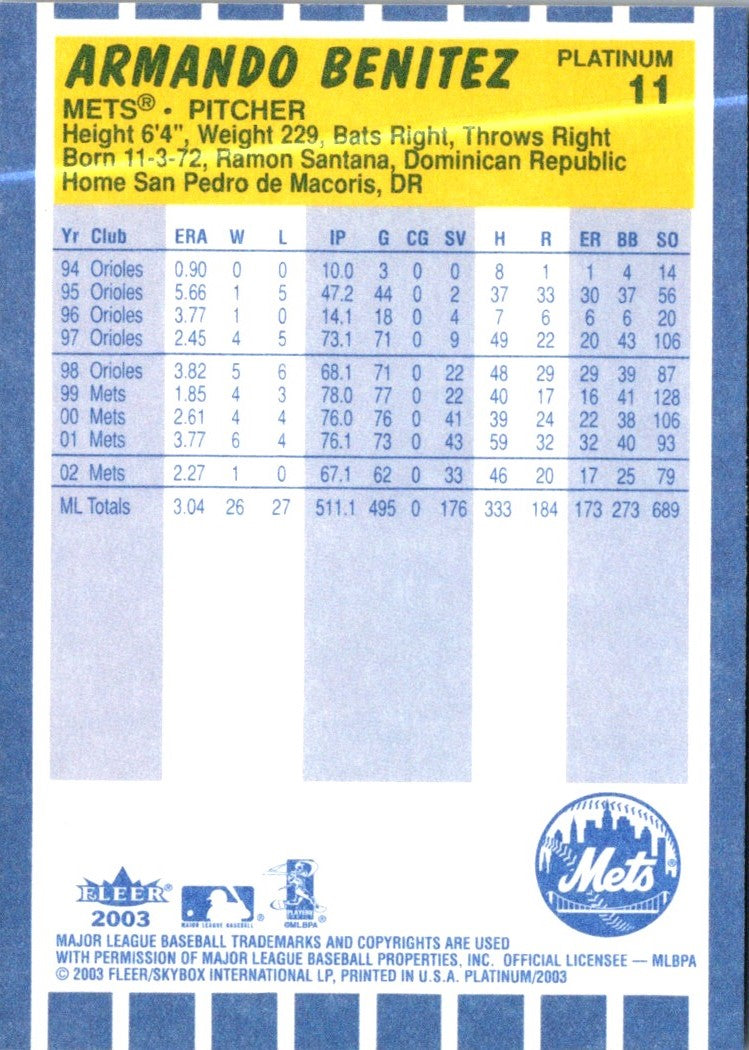 ARMANDO BENITEZ PLATINUM
11
METS® • PITCHER
Height 6'4", Weight 229, Bats Right, Throws Right
Born 11-3-72, Ramon Santana, Dominican Republic
Home San Pedro de Macoris, DR
Yr Club ERA W L IP G CG SV H R ER BB SO
94 Orioles 0.90 0 0 10.0 3 0 0 8 1 1 4 14
95 Orioles 5.66 1 5 47.2 44 0 2 37 33 30 37 56
96 Orioles 3.77 1 0 14.1 18 0 4 7 6 6 6 20
97 Orioles 2.45 4 5 73.1 71 0 9 49 22 20 43 106
98 Orioles 3.82 5 6 68.1 71 0 22 48 29 29 39 87
99 Mets 1.85 4 3 78.0 77 0 22 40 17 16 41 128
00 Mets 2.61 4 4 76.0 76 0 41 39 24 22 38 106
01 Mets 3.77 6 4 76.1 73 0 43 59 32 32 40 93
02 Mets 2.27 1 0 67.1 62 0 33 46 20 17 25 79
ML Totals 3.04 26 27 511.1 495 0 176 333 184 173 273 689
Mets®
FLEER®
2003
MAJOR LEAGUE BASEBALL ®
PLAYERS
©MLBPA
MAJOR LEAGUE BASEBALL TRADEMARKS AND COPYRIGHTS ARE USED
WITH PERMISSION OF MAJOR LEAGUE BASEBALL PROPERTIES, INC. OFFICIAL LICENSEE — MLBPA
© 2003 FLEER/SKYBOX INTERNATIONAL LP, PRINTED IN U.S.A. PLATINUM/2003